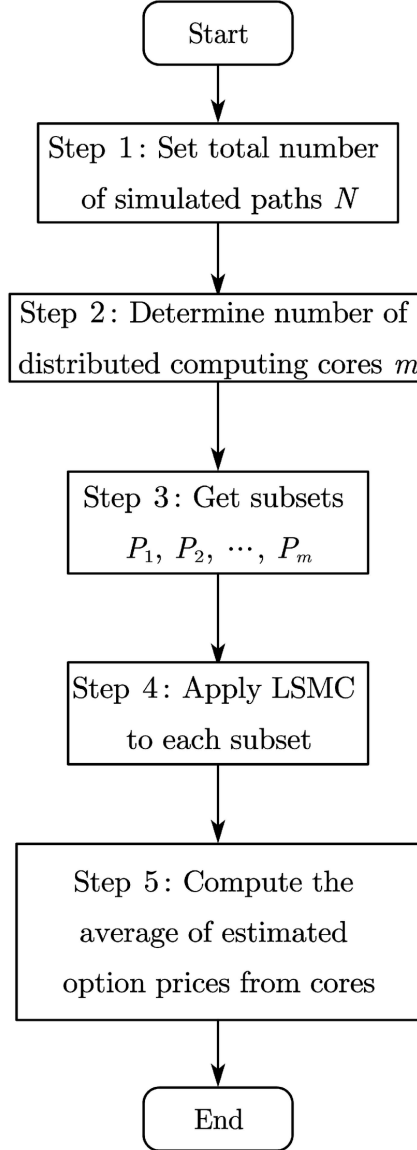 Start
Step 1: Set total number
of simulated paths N
Step 2: Determine number of
distributed computing cores m
Step 3: Get subsets
P₁, P₂, ⋯, Pₘ
Step 4: Apply LSMC
to each subset
Step 5: Compute the
average of estimated
option prices from cores
End